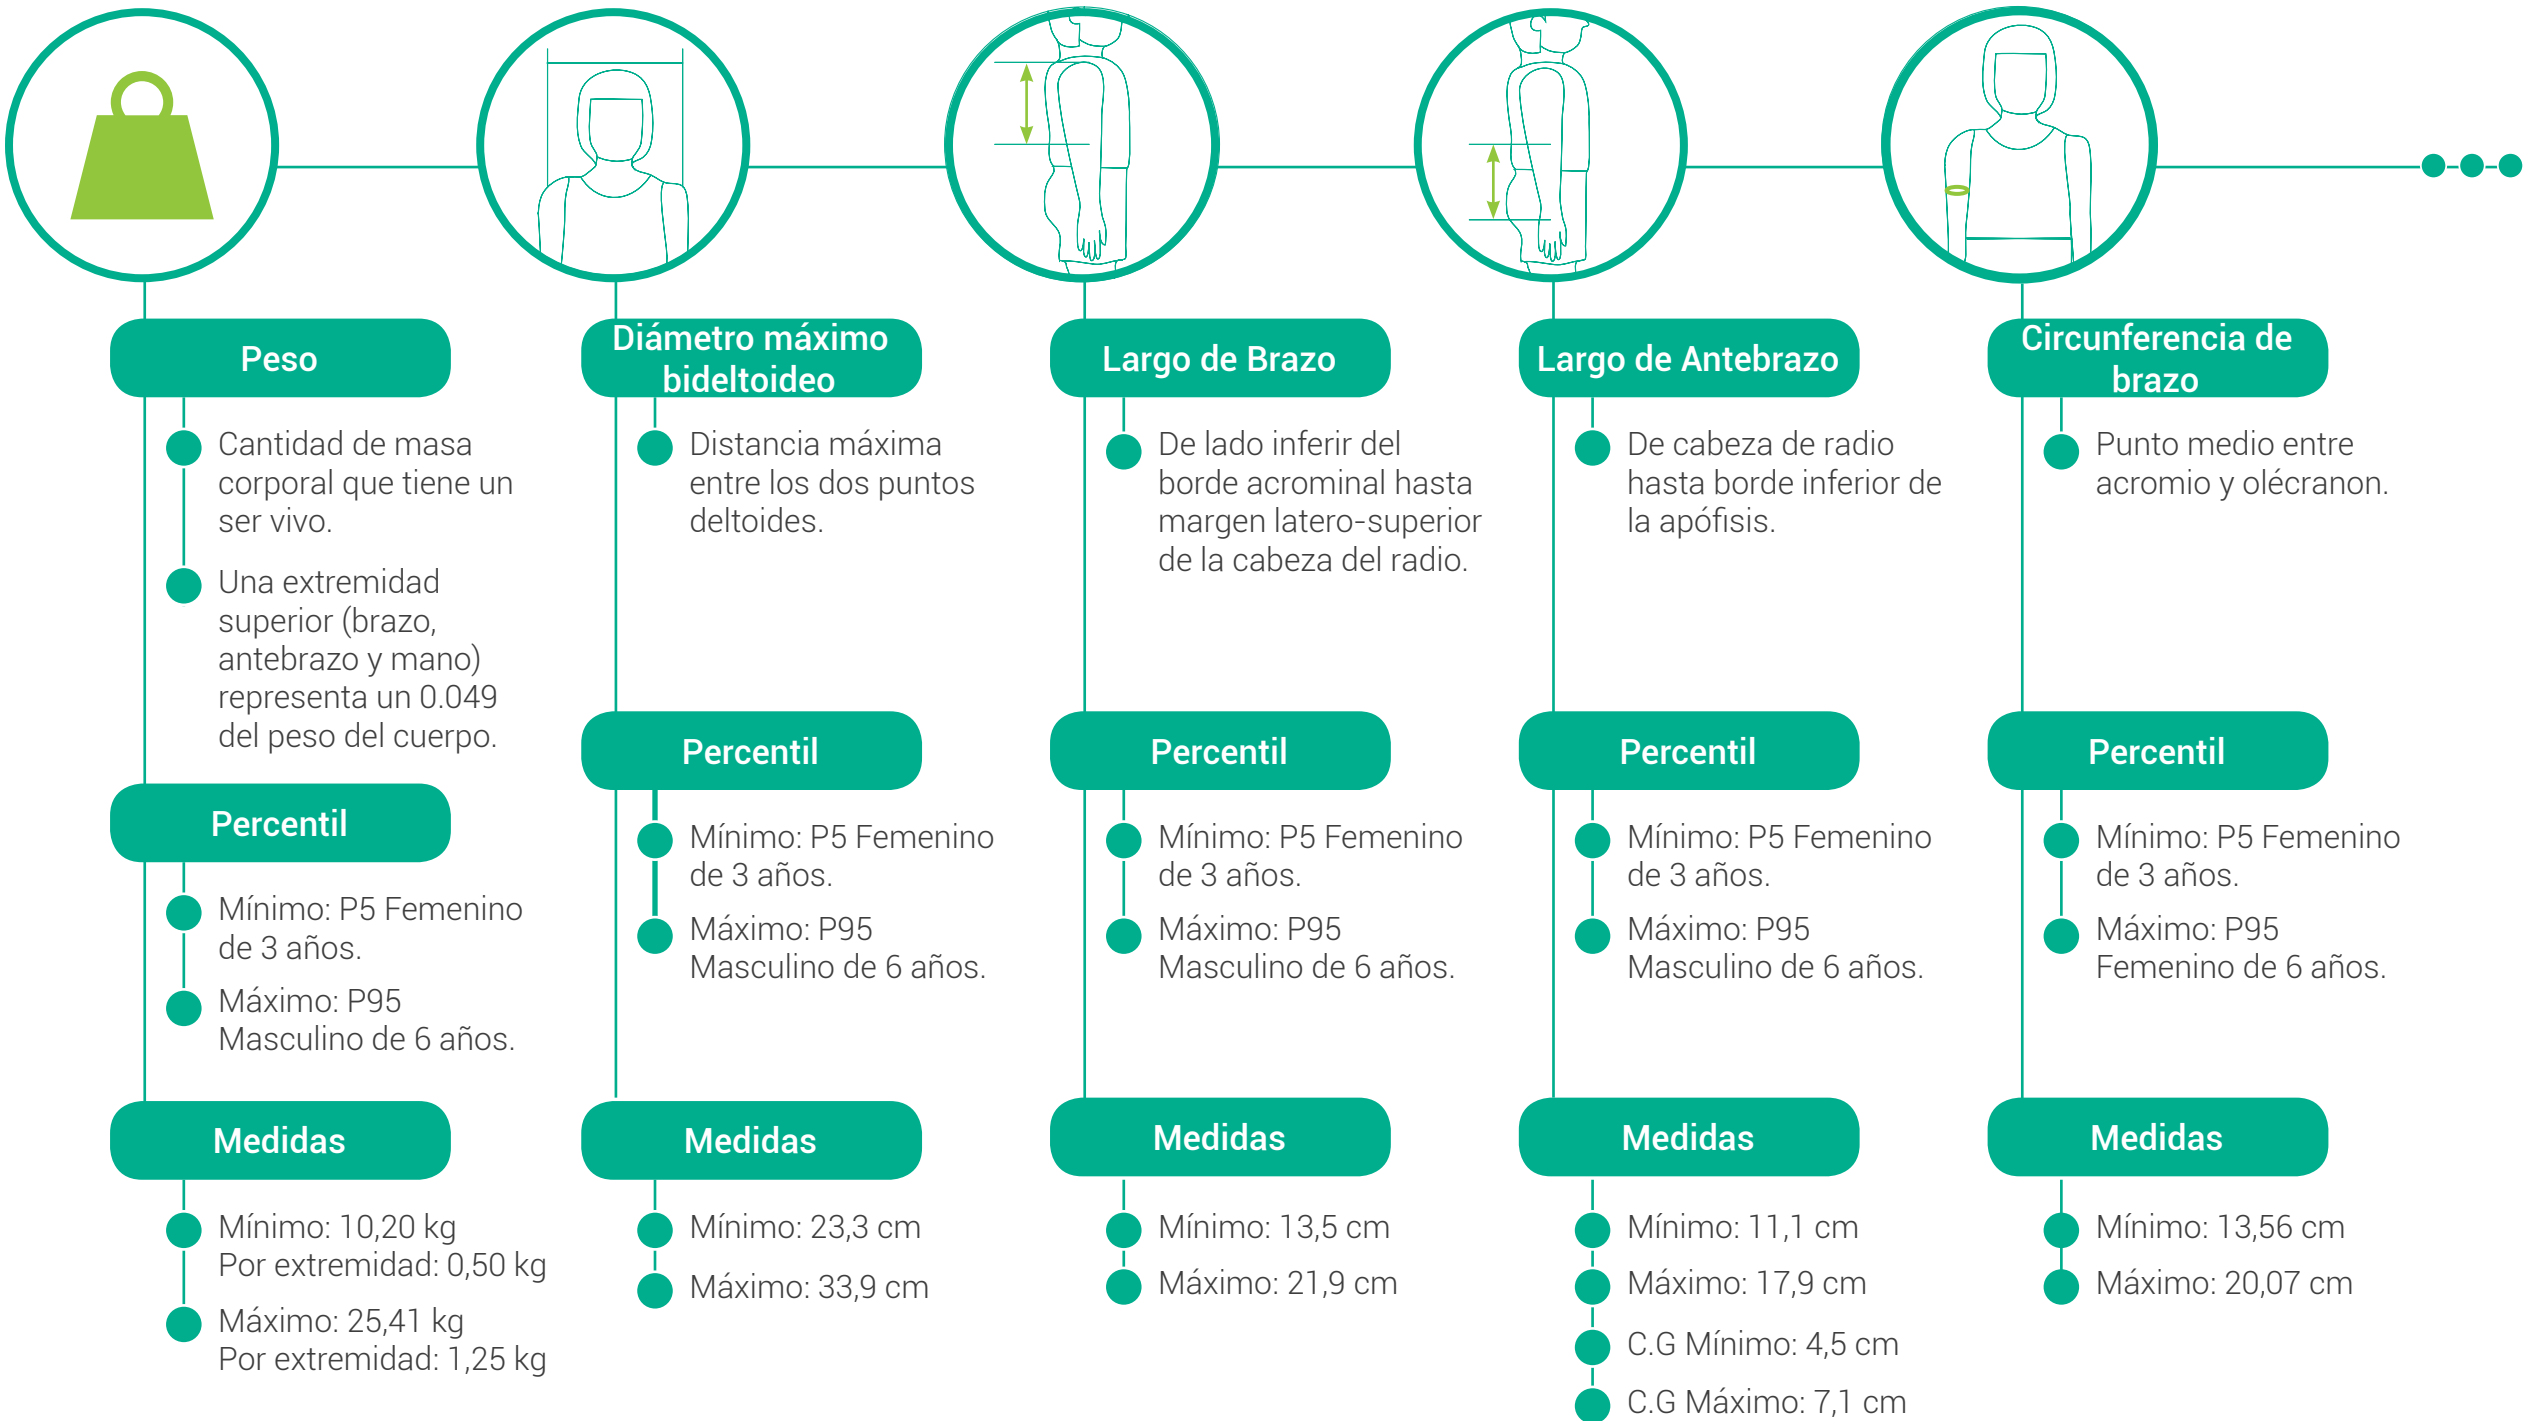 Peso
Cantidad de masa
corporal que tiene un
ser vivo.
Una extremidad
superior (brazo,
antebrazo y mano)
representa un 0.049
del peso del cuerpo.
Percentil
Mínimo: P5 Femenino
de 3 años.
Máximo: P95
Masculino de 6 años.
Medidas
Mínimo: 10,20 kg
Por extremidad: 0,50 kg
Máximo: 25,41 kg
Por extremidad: 1,25 kg
Diámetro máximo
bideltoideo
Distancia máxima
entre los dos puntos
deltoides.
Percentil
Mínimo: P5 Femenino
de 3 años.
Máximo: P95
Masculino de 6 años.
Medidas
Mínimo: 23,3 cm
Máximo: 33,9 cm
Largo de Brazo
De lado inferir del
borde acrominal hasta
margen latero-superior
de la cabeza del radio.
Percentil
Mínimo: P5 Femenino
de 3 años.
Máximo: P95
Masculino de 6 años.
Medidas
Mínimo: 13,5 cm
Máximo: 21,9 cm
Largo de Antebrazo
De cabeza de radio
hasta borde inferior de
la apófisis.
Percentil
Mínimo: P5 Femenino
de 3 años.
Máximo: P95
Masculino de 6 años.
Medidas
Mínimo: 11,1 cm
Máximo: 17,9 cm
C.G Mínimo: 4,5 cm
C.G Máximo: 7,1 cm
Circunferencia de
brazo
Punto medio entre
acromio y olécranon.
Percentil
Mínimo: P5 Femenino
de 3 años.
Máximo: P95
Femenino de 6 años.
Medidas
Mínimo: 13,56 cm
Máximo: 20,07 cm